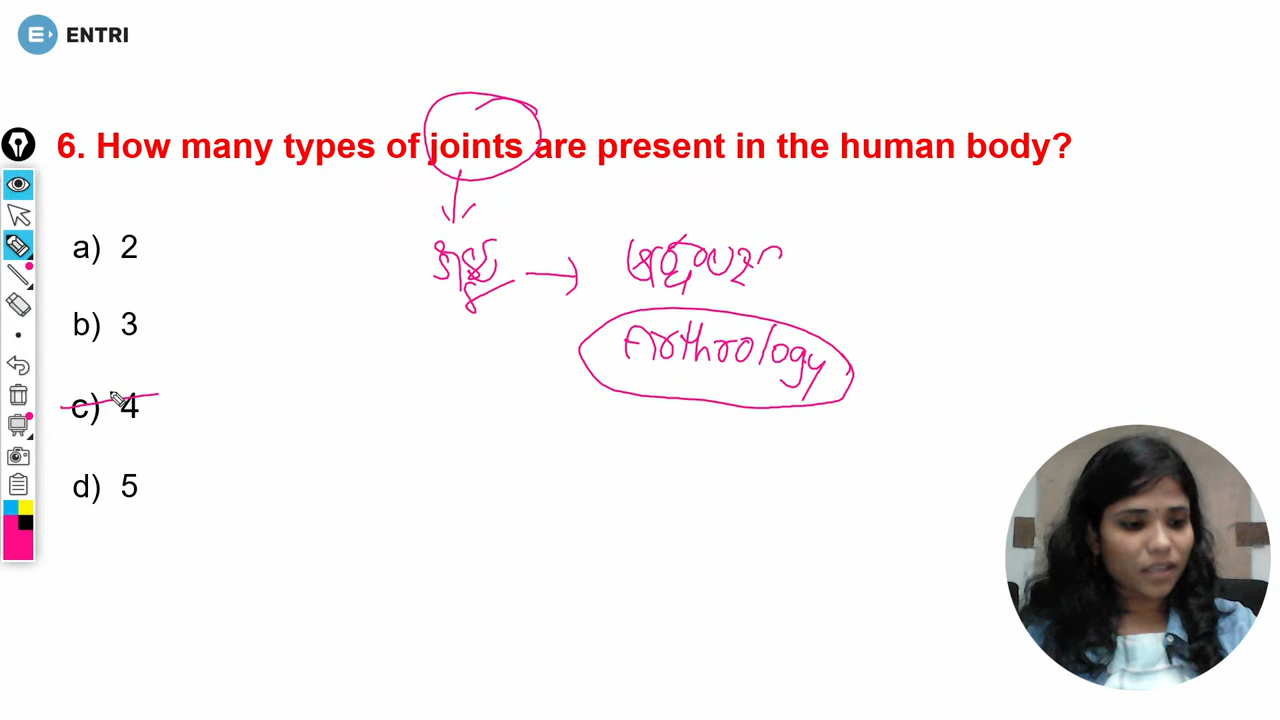 ENTRI
6. How many types of joints are present in the human body?
a) 2
b) 3
Arthrology
c) 4
d) 5